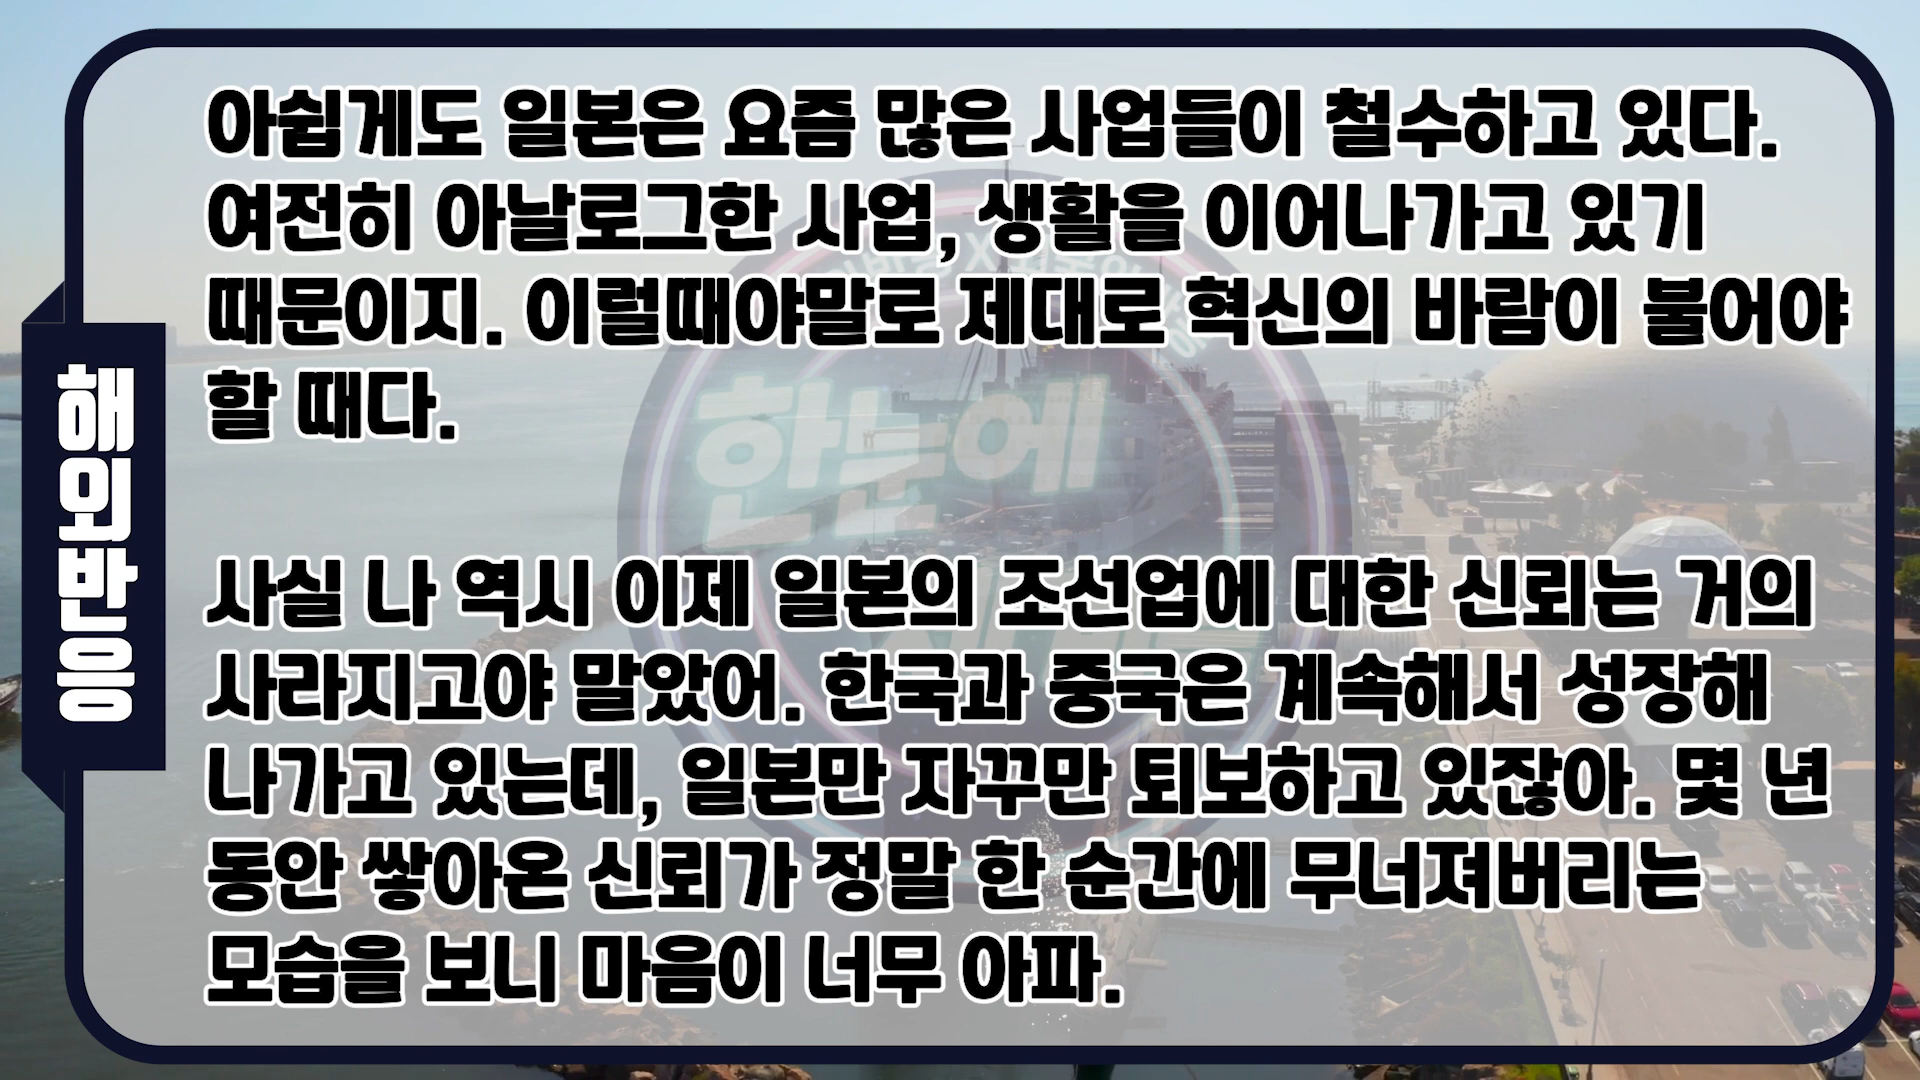 아쉽게도 일본은 요즘 많은 사업들이 철수하고 있다.
여전히 아날로그한 사업, 생활을 이어나가고 있기
때문이지. 이럴때야말로 제대로 혁신의 바람이 불어야
할 때다.
사실 나 역시 이제 일본의 조선업에 대한 신뢰는 거의
사라지고야 말았어. 한국과 중국은 계속해서 성장해
나가고 있는데, 일본만 자꾸만 퇴보하고 있잖아. 몇 년
동안 쌓아온 신뢰가 정말 한 순간에 무너져버리는
모습을 보니 마음이 너무 아파.
해외반응
한눈에